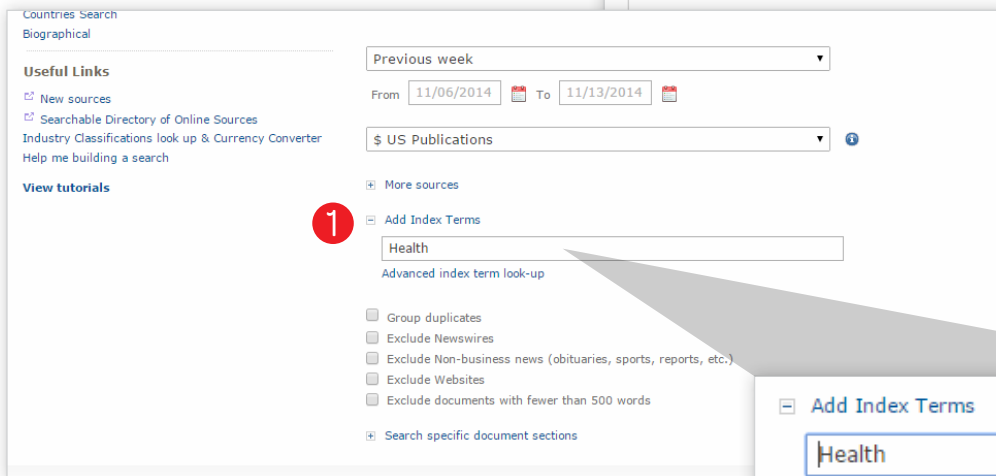 Countries Search
Biographical
Useful Links
New sources
Searchable Directory of Online Sources
Industry Classifications look up & Currency Converter
Help me building a search
View tutorials
Previous week
From 11/06/2014 To 11/13/2014
$ US Publications
More sources
1
Add Index Terms
Health
Advanced index term look-up
Group duplicates
Exclude Newswires
Exclude Non-business news (obituaries, sports, reports, etc.)
Exclude Websites
Exclude documents with fewer than 500 words
Search specific document sections
Add Index Terms
Health